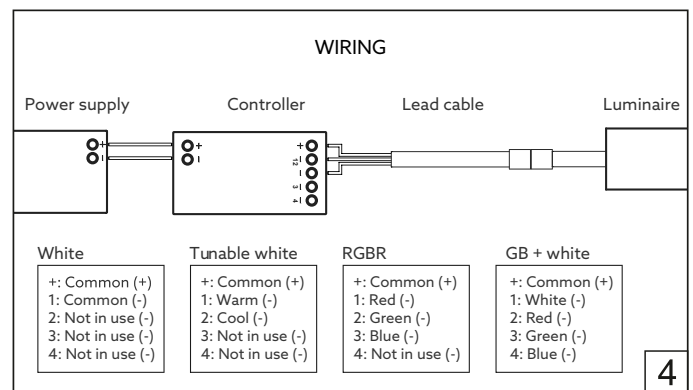 WIRING
Power supply Controller Lead cable Luminaire
+ + +
– – 12 –
–
3 –
4 –
White
+: Common (+)
1: Common (-)
2: Not in use (-)
3: Not in use (-)
4: Not in use (-)
Tunable white
+: Common (+)
1: Warm (-)
2: Cool (-)
3: Not in use (-)
4: Not in use (-)
RGBR
+: Common (+)
1: Red (-)
2: Green (-)
3: Blue (-)
4: Not in use (-)
GB + white
+: Common (+)
1: White (-)
2: Red (-)
3: Green (-)
4: Blue (-)
4